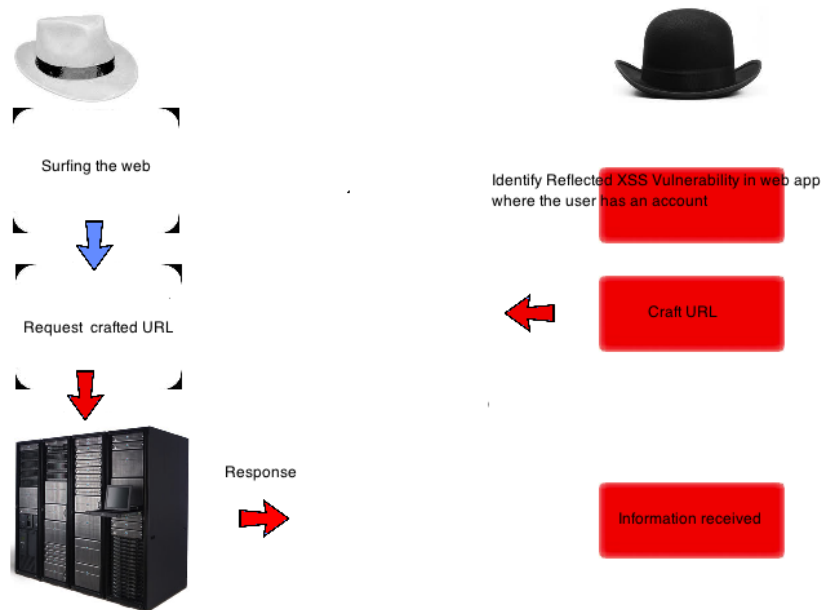 Surfing the web
Identify Reflected XSS Vulnerability in web app
where the user has an account
Request crafted URL
Craft URL
Response
Information received